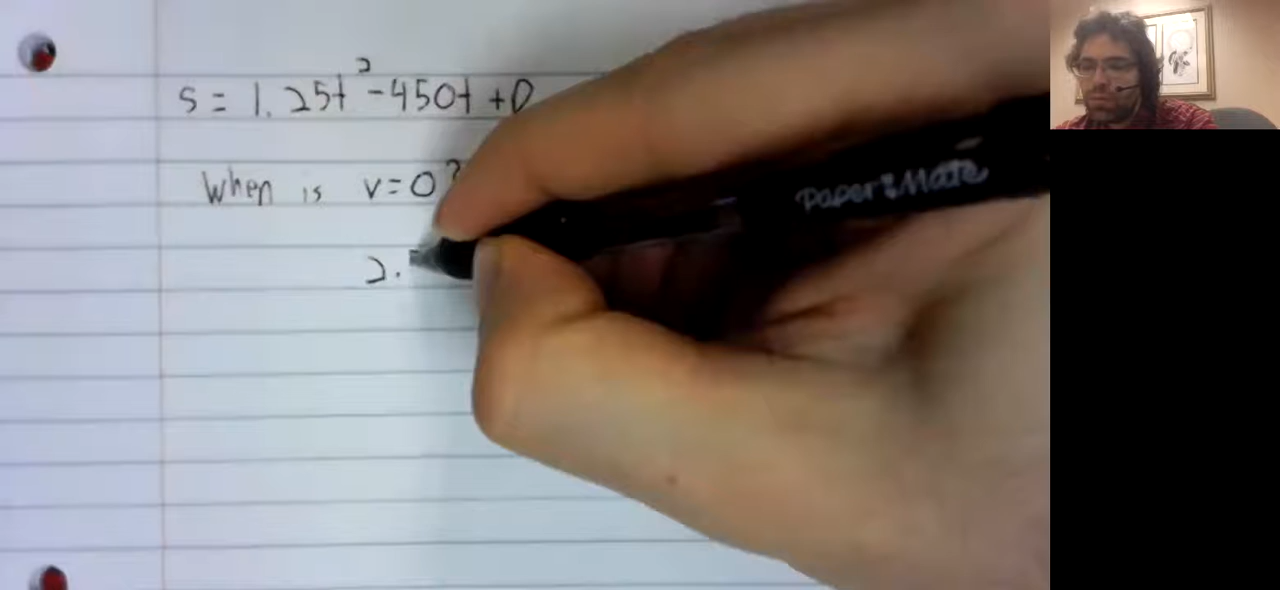 s = 1.25t² - 450t + 0
When is v=0?
2.
Paper Mate